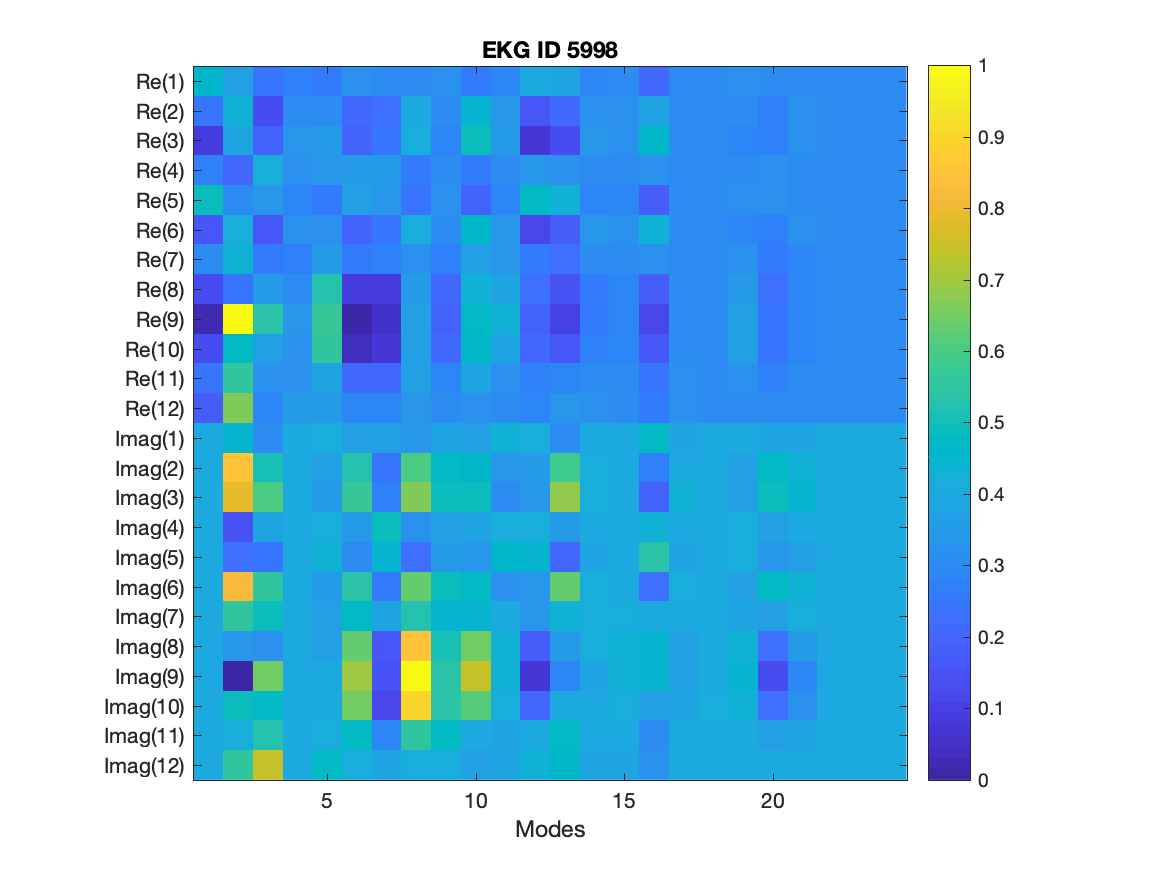 EKG ID 5998
Re(1)
Re(2)
Re(3)
Re(4)
Re(5)
Re(6)
Re(7)
Re(8)
Re(9)
Re(10)
Re(11)
Re(12)
Imag(1)
Imag(2)
Imag(3)
Imag(4)
Imag(5)
Imag(6)
Imag(7)
Imag(8)
Imag(9)
Imag(10)
Imag(11)
Imag(12)
5 10 15 20
Modes
1
0.9
0.8
0.7
0.6
0.5
0.4
0.3
0.2
0.1
0